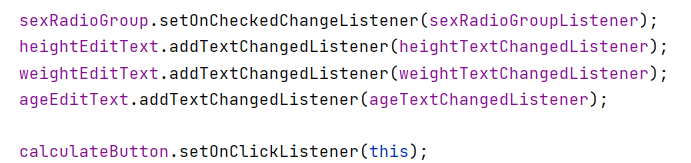 sexRadioGroup.setOnCheckedChangeListener(sexRadioGroupListener);
heightEditText.addTextChangedListener(heightTextChangedListener);
weightEditText.addTextChangedListener(weightTextChangedListener);
ageEditText.addTextChangedListener(ageTextChangedListener);
calculateButton.setOnClickListener(this);